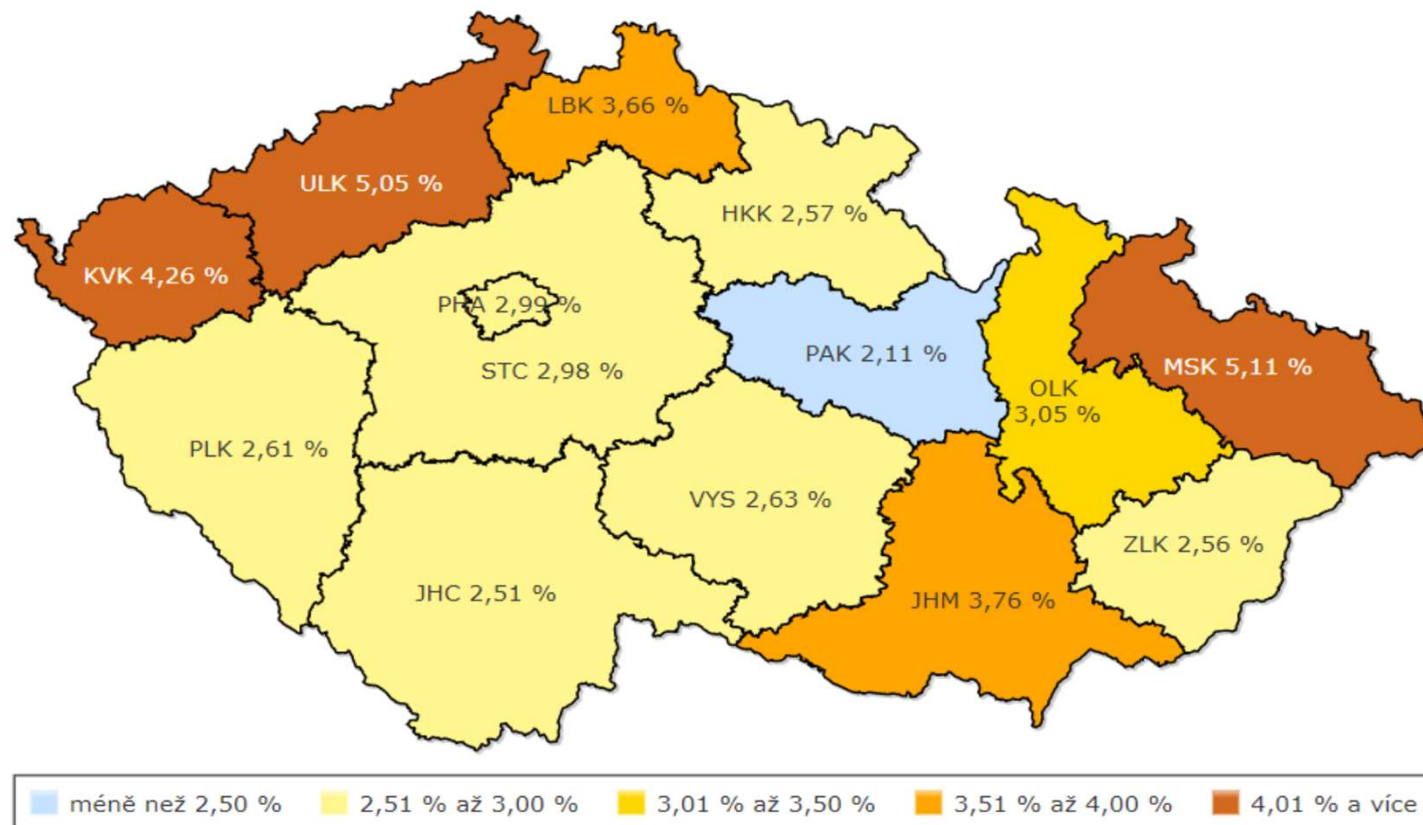 LBK 3,66 %
ULK 5,05 %
HKK 2,57 %
KVK 4,26 %
PHA 2,99 %
PAK 2,11 %
STC 2,98 %
MSK 5,11 %
OLK
3,05 %
PLK 2,61 %
VYS 2,63 %
ZLK 2,56 %
JHC 2,51 %
JHM 3,76 %
méně než 2,50 % 2,51 % až 3,00 % 3,01 % až 3,50 % 3,51 % až 4,00 % 4,01 % a více